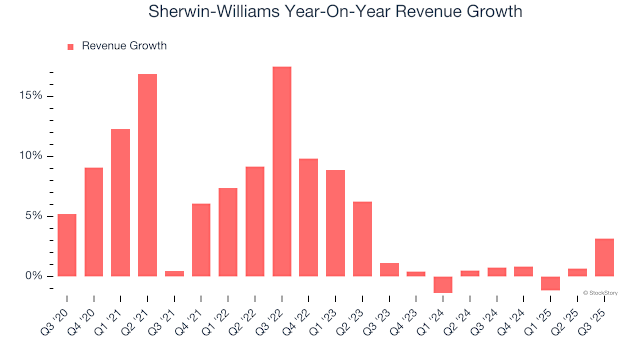 Sherwin-Williams Year-On-Year Revenue Growth
Revenue Growth
15%
10%
5%
0%
© StockStory
Q3 '20
Q4 '20
Q1 '21
Q2 '21
Q3 '21
Q4 '21
Q1 '22
Q2 '22
Q3 '22
Q4 '22
Q1 '23
Q2 '23
Q3 '23
Q4 '23
Q1 '24
Q2 '24
Q3 '24
Q4 '24
Q1 '25
Q2 '25
Q3 '25